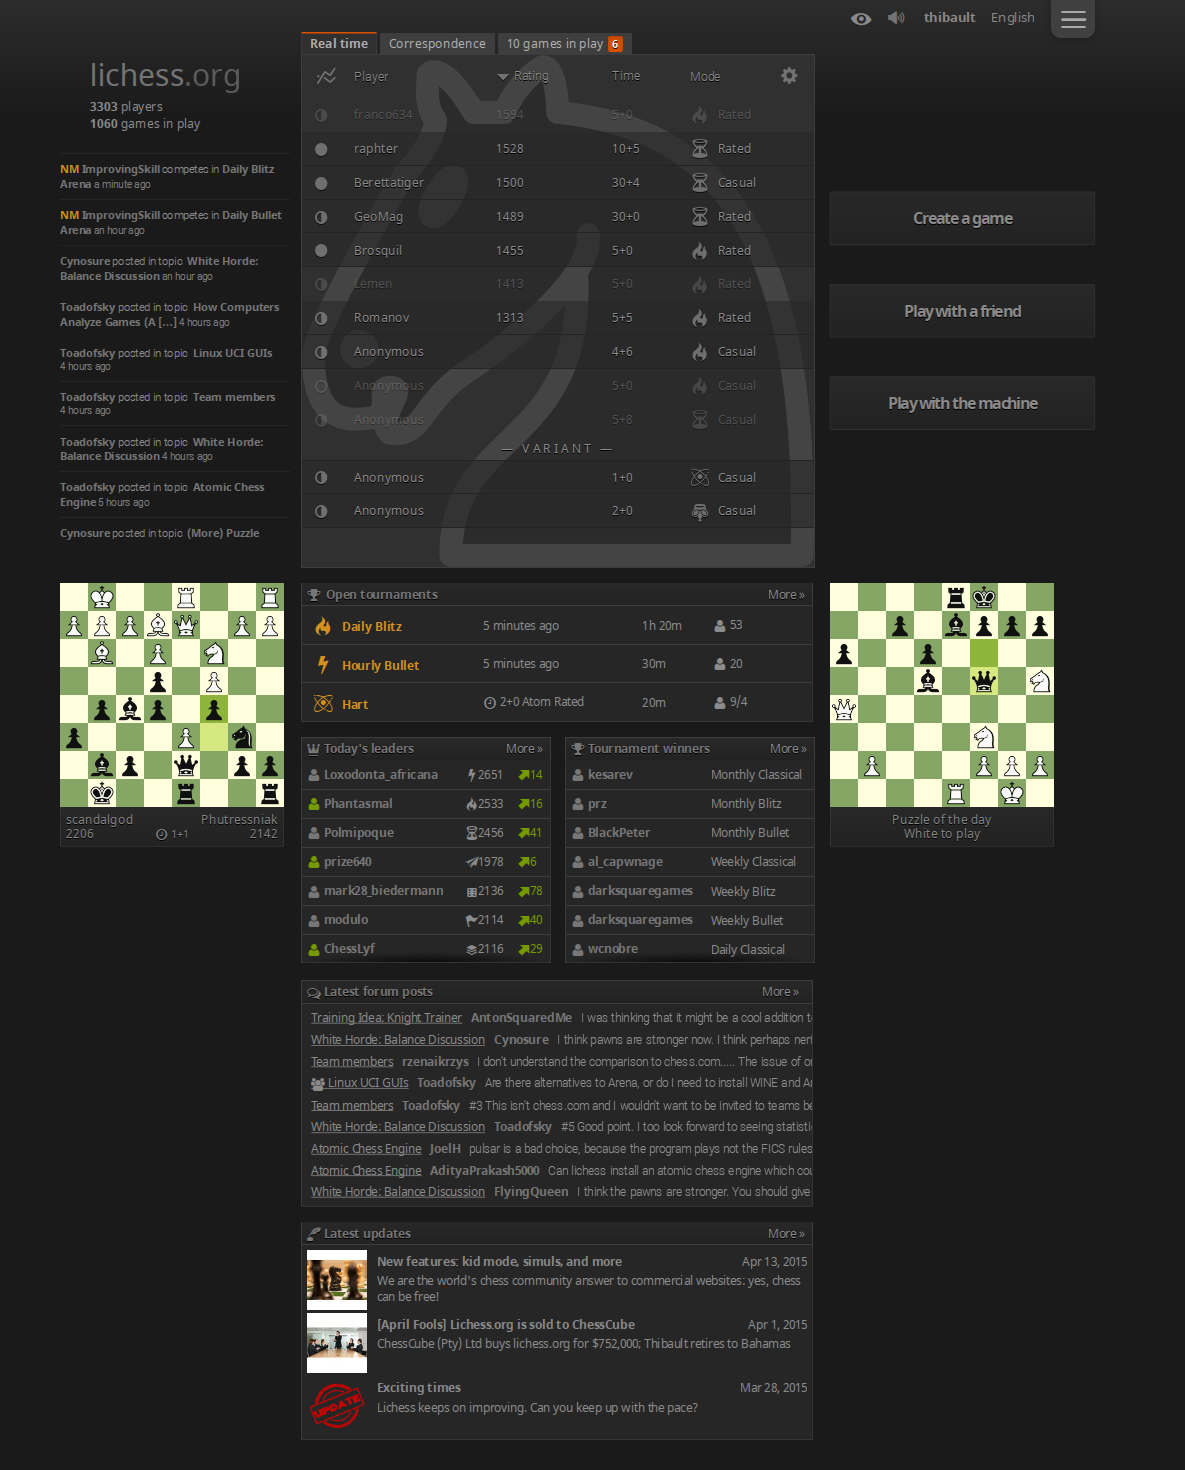 thibault English
Real time Correspondence 10 games in play 6
lichess.org
3303 players
1060 games in play
NM ImprovingSkill competes in Daily Blitz
Arena a minute ago
NM ImprovingSkill competes in Daily Bullet
Arena an hour ago
Cynosure posted in topic White Horde:
Balance Discussion an hour ago
Toadofsky posted in topic How Computers
Analyze Games (A [...] 4 hours ago
Toadofsky posted in topic Linux UCI GUIs
4 hours ago
Toadofsky posted in topic Team members
4 hours ago
Toadofsky posted in topic White Horde:
Balance Discussion 4 hours ago
Toadofsky posted in topic Atomic Chess
Engine 5 hours ago
Cynosure posted in topic (More) Puzzle
Player Rating Time Mode
franco634 1594 5+0 Rated
raphter 1528 10+5 Rated
Berettatiger 1500 30+4 Casual
GeoMag 1489 30+0 Rated
Brosquil 1455 5+0 Rated
Lemen 1413 5+0 Rated
Romanov 1313 5+5 Rated
Anonymous 4+6 Casual
Anonymous 5+0 Casual
Anonymous 5+8 Casual
— VARIANT —
Anonymous 1+0 Casual
Anonymous 2+0 Casual
Create a game
Play with a friend
Play with the machine
scandalgod Phutressniak
2206 1+1 2142
Open tournaments More »
Daily Blitz 5 minutes ago 1h 20m 53
Hourly Bullet 5 minutes ago 30m 20
Hart 2+0 Atom Rated 20m 9/4
Today's leaders More »
Loxodonta_africana 2651 14
Phantasmal 2533 16
Polmipoque 2456 41
prize640 1978 6
mark28_biedermann 2136 78
modulo 2114 40
ChessLyf 2116 29
Tournament winners More »
kesarev Monthly Classical
prz Monthly Blitz
BlackPeter Monthly Bullet
al_capwnage Weekly Classical
darksquaregames Weekly Blitz
darksquaregames Weekly Bullet
wcnobre Daily Classical
Puzzle of the day
White to play
Latest forum posts More »
Training Idea: Knight Trainer AntonSquaredMe I was thinking that it might be a cool addition t
White Horde: Balance Discussion Cynosure I think pawns are stronger now. I think perhaps ner
Team members rzenaikrzys I don't understand the comparison to chess.com..... The issue of o
Linux UCI GUIs Toadofsky Are there alternatives to Arena, or do I need to install WINE and A
Team members Toadofsky #3 This isn't chess.com and I wouldn't want to be invited to teams be
White Horde: Balance Discussion Toadofsky #5 Good point. I too look forward to seeing statisti
Atomic Chess Engine JoelH pulsar is a bad choice, because the program plays not the FICS rules
Atomic Chess Engine AdityaPrakash5000 Can lichess install an atomic chess engine which cou
White Horde: Balance Discussion FlyingQueen I think the pawns are stronger. You should give
Latest updates More »
New features: kid mode, simuls, and more Apr 13, 2015
We are the world's chess community answer to commercial websites: yes, chess
can be free!
[April Fools] Lichess.org is sold to ChessCube Apr 1, 2015
ChessCube (Pty) Ltd buys lichess.org for $752,000; Thibault retires to Bahamas
UPDATE
Exciting times Mar 28, 2015
Lichess keeps on improving. Can you keep up with the pace?